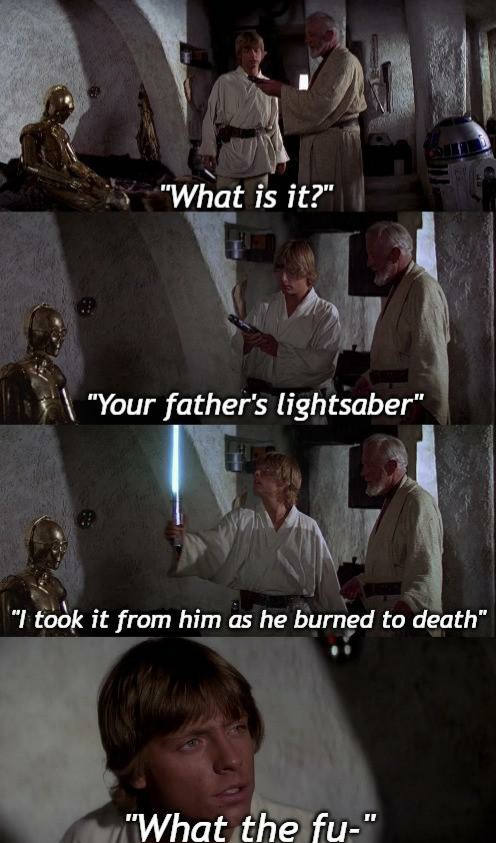 "What is it?"
"Your father's lightsaber"
"I took it from him as he burned to death"
"What the fu-"